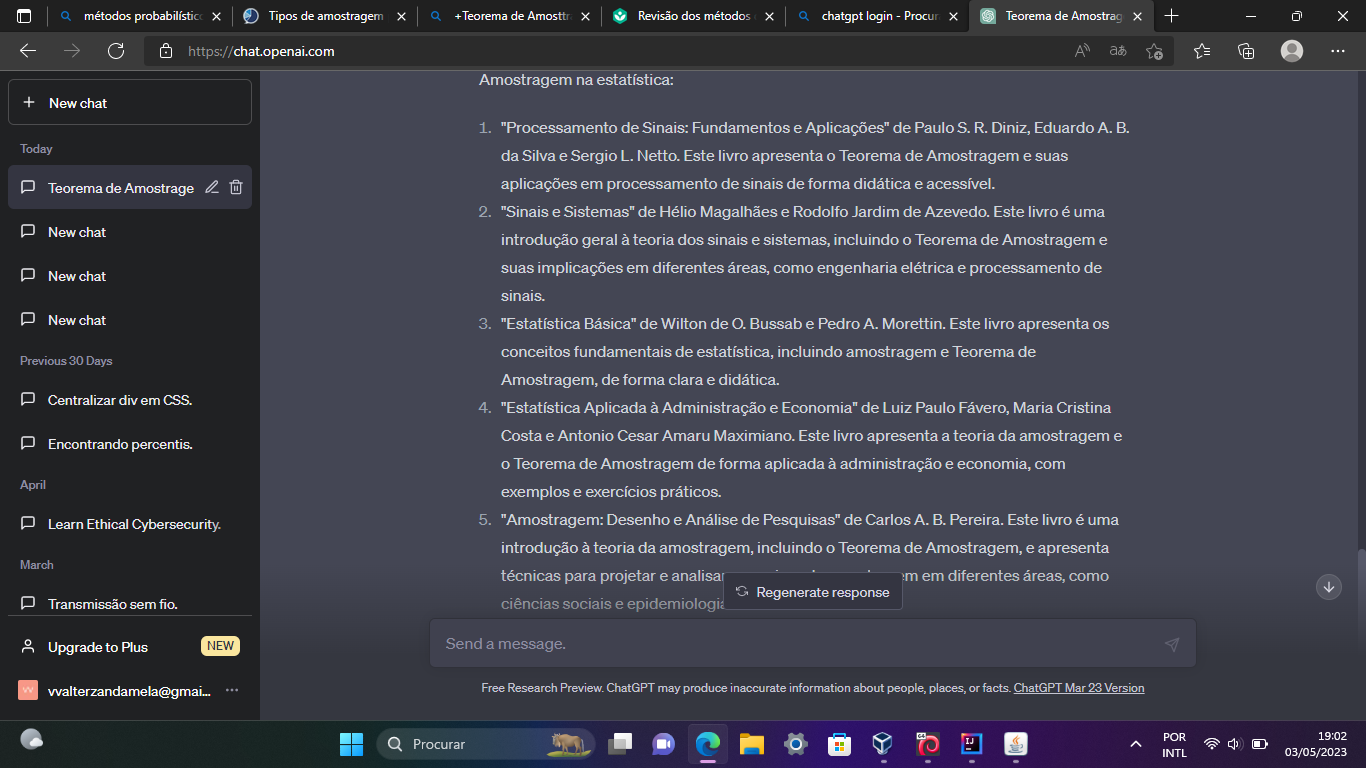 métodos probabilístic
Tipos de amostragem
+Teorema de Amosttra
Revisão dos métodos
chatgpt login - Procur
Teorema de Amostrag
https://chat.openai.com
New chat
Today
Teorema de Amostrage
New chat
New chat
New chat
Previous 30 Days
Centralizar div em CSS.
Encontrando percentis.
April
Learn Ethical Cybersecurity.
March
Transmissão sem fio.
Upgrade to Plus NEW
vvalterzandamela@gmai...
Amostragem na estatística:
1. "Processamento de Sinais: Fundamentos e Aplicações" de Paulo S. R. Diniz, Eduardo A. B.
da Silva e Sergio L. Netto. Este livro apresenta o Teorema de Amostragem e suas
aplicações em processamento de sinais de forma didática e acessível.
2. "Sinais e Sistemas" de Hélio Magalhães e Rodolfo Jardim de Azevedo. Este livro é uma
introdução geral à teoria dos sinais e sistemas, incluindo o Teorema de Amostragem e
suas implicações em diferentes áreas, como engenharia elétrica e processamento de
sinais.
3. "Estatística Básica" de Wilton de O. Bussab e Pedro A. Morettin. Este livro apresenta os
conceitos fundamentais de estatística, incluindo amostragem e Teorema de
Amostragem, de forma clara e didática.
4. "Estatística Aplicada à Administração e Economia" de Luiz Paulo Fávero, Maria Cristina
Costa e Antonio Cesar Amaru Maximiano. Este livro apresenta a teoria da amostragem e
o Teorema de Amostragem de forma aplicada à administração e economia, com
exemplos e exercícios práticos.
5. "Amostragem: Desenho e Análise de Pesquisas" de Carlos A. B. Pereira. Este livro é uma
introdução à teoria da amostragem, incluindo o Teorema de Amostragem, e apresenta
técnicas para projetar e analisar em em diferentes áreas, como
ciências sociais e epidemiologia
Regenerate response
Send a message.
Free Research Preview. ChatGPT may produce inaccurate information about people, places, or facts. ChatGPT Mar 23 Version
Procurar
POR
INTL
19:02
03/05/2023